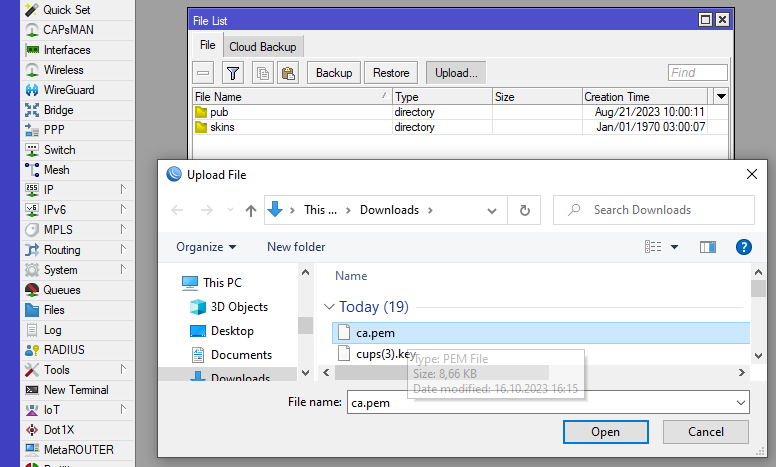 Quick Set
CAPsMAN
Interfaces
Wireless
WireGuard
Bridge
PPP
Switch
Mesh
255
IP
v6
IPv6
MPLS
Routing
System
Queues
Files
Log
RADIUS
Tools
New Terminal
IoT
Dot1X
MetaROUTER
File List
File Cloud Backup
Backup Restore Upload... Find
File Name Type Size Creation Time
pub directory Aug/21/2023 10:00:11
skins directory Jan/01/1970 03:00:07
Upload File
This ... Downloads Search Downloads
Organize New folder ?
This PC
3D Objects
Desktop
Documents
Downloads
Name
Today (19)
ca.pem
cups(3).key
Type: PEM File
Size: 8,66 KB
Date modified: 16.10.2023 16:15
File name: ca.pem
Open Cancel